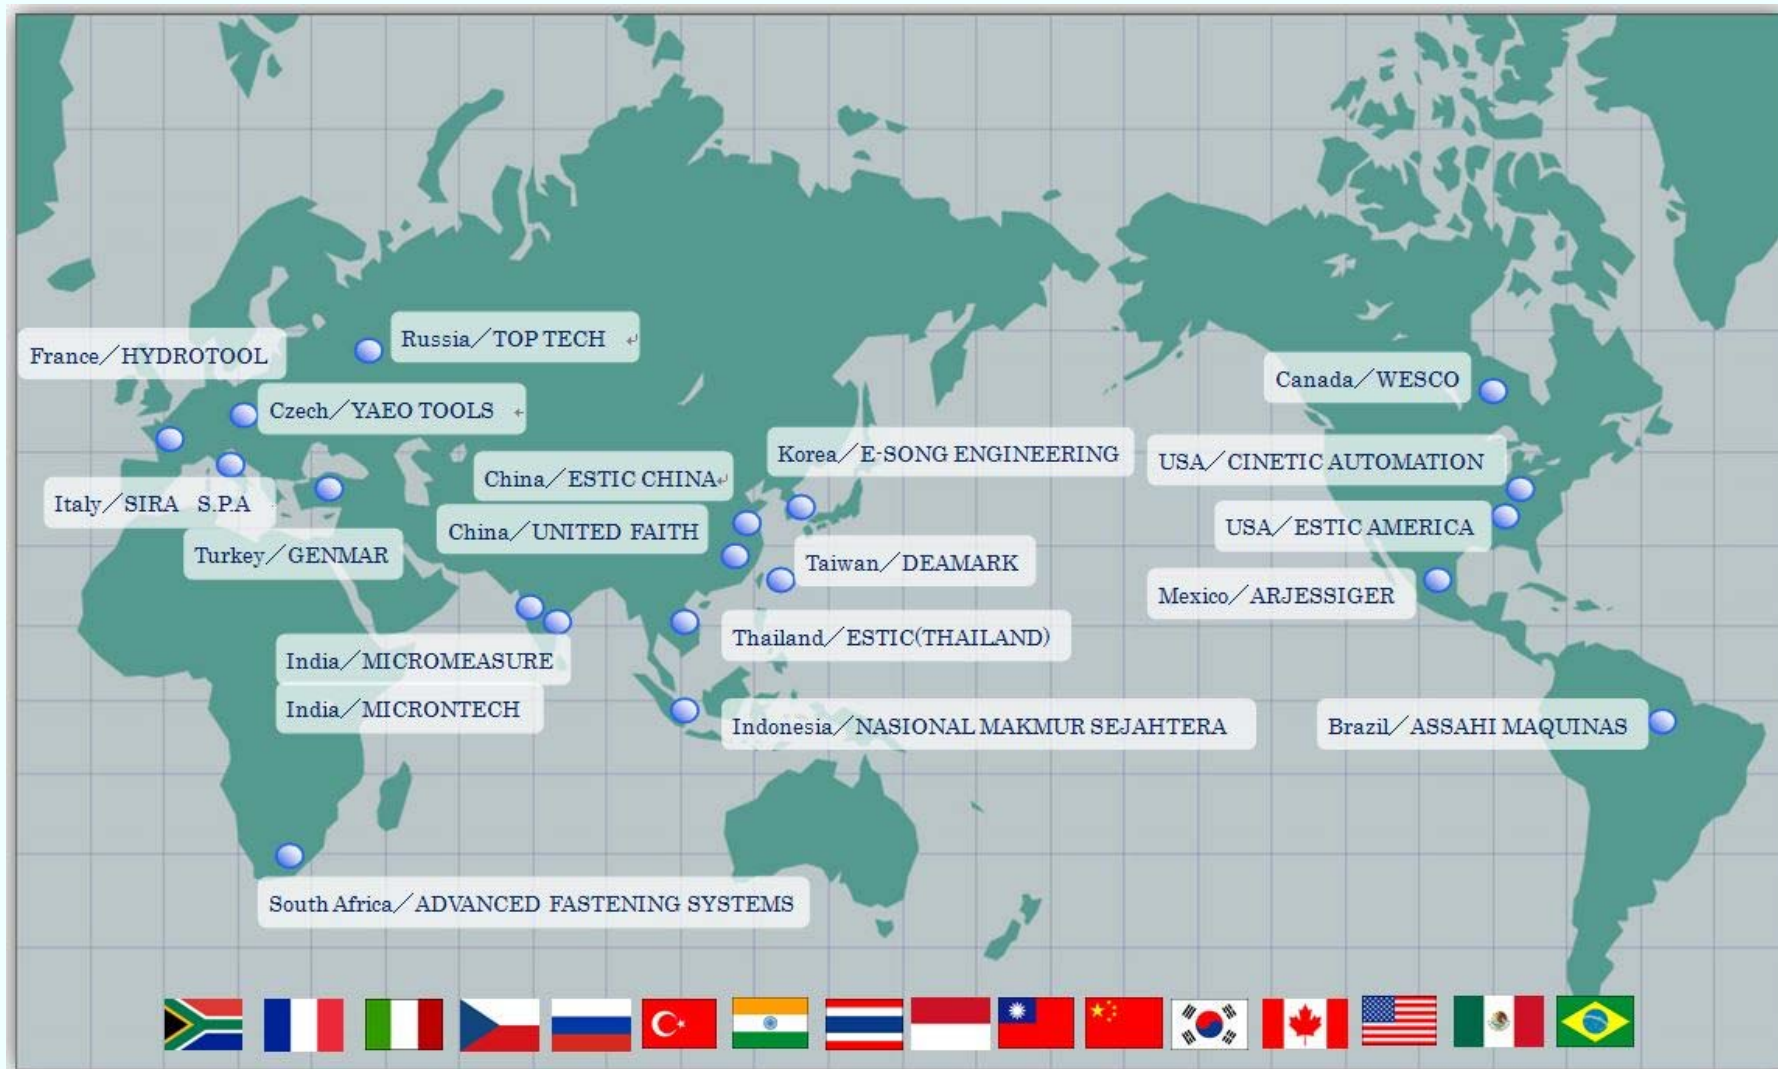 Russia／TOP TECH
France／HYDROTOOL
Canada／WESCO
Czech／YAEO TOOLS
Korea／E-SONG ENGINEERING
USA／CINETIC AUTOMATION
China／ESTIC CHINA
Italy／SIRA S.P.A
China／UNITED FAITH
USA／ESTIC AMERICA
Turkey／GENMAR
Taiwan／DEAMARK
Mexico／ARJESSIGER
Thailand／ESTIC(THAILAND)
India／MICROMEASURE
India／MICRONTECH
Indonesia／NASIONAL MAKMUR SEJAHTERA
Brazil／ASSAHI MAQUINAS
South Africa／ADVANCED FASTENING SYSTEMS